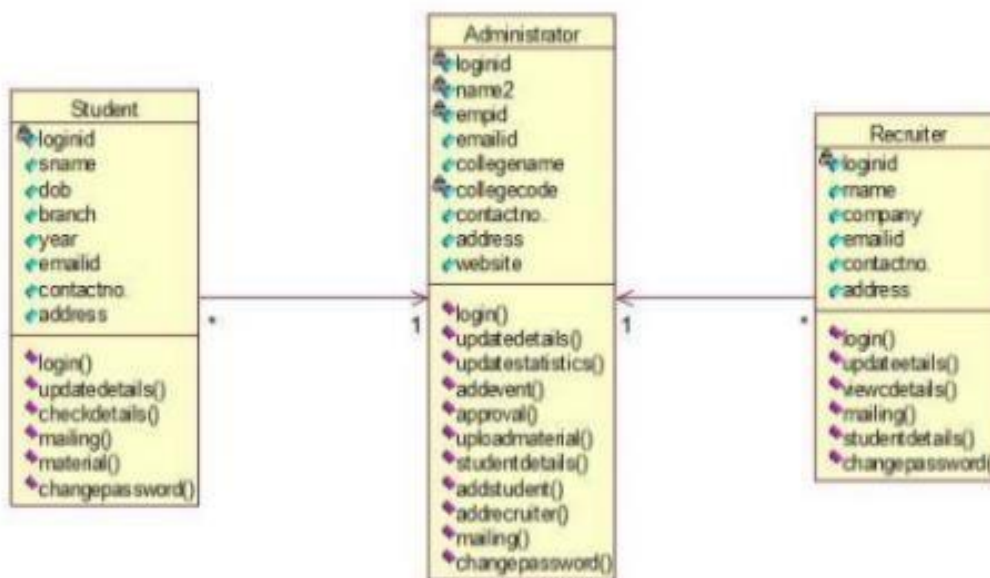 Student
loginid
sname
dob
branch
year
emailid
contactno.
address
login()
updatedetails()
checkdetails()
mailing()
material()
changepassword()
*
1
Administrator
loginid
name2
empid
emailid
collegename
collegecode
contactno.
address
website
login()
updatedetails()
updatestatistics()
addevent()
approval()
uploadmaterial()
studentdetails()
addstudent()
addrecruiter()
mailing()
changepassword()
1
*
Recruiter
loginid
rname
company
emailid
contactno.
address
login()
updateetails()
viewcdetails()
mailing()
studentdetails()
changepassword()